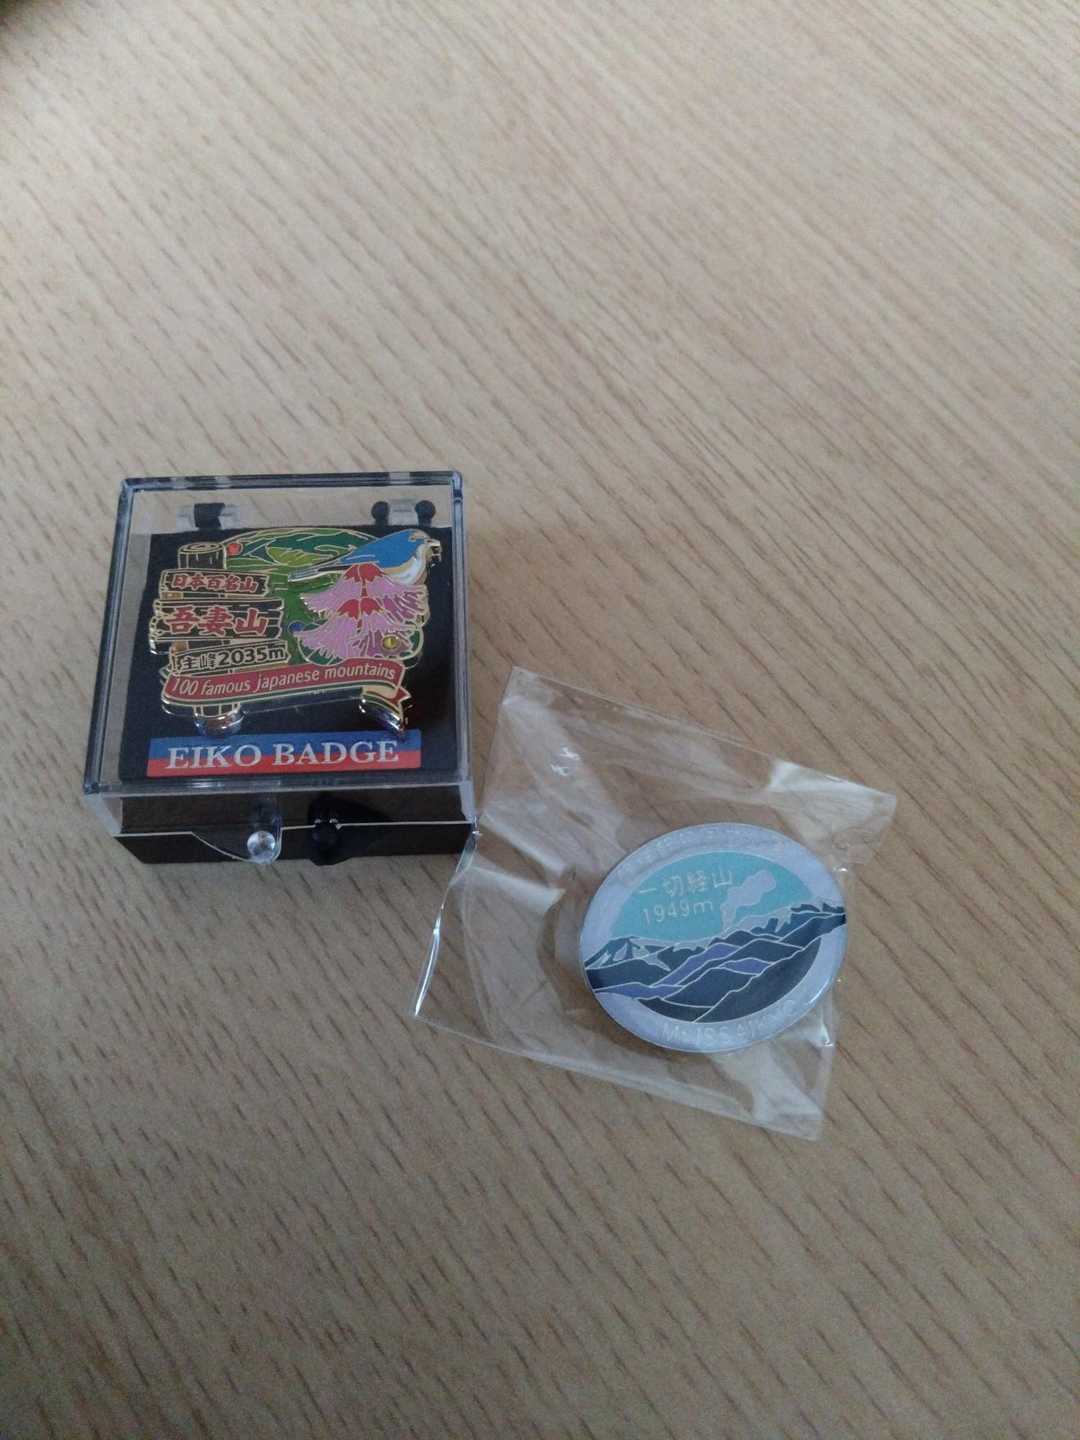 日本百名山
吾妻山
主峰2035m
100 famous japanese mountains
EIKO BADGE
一切経山
1949m